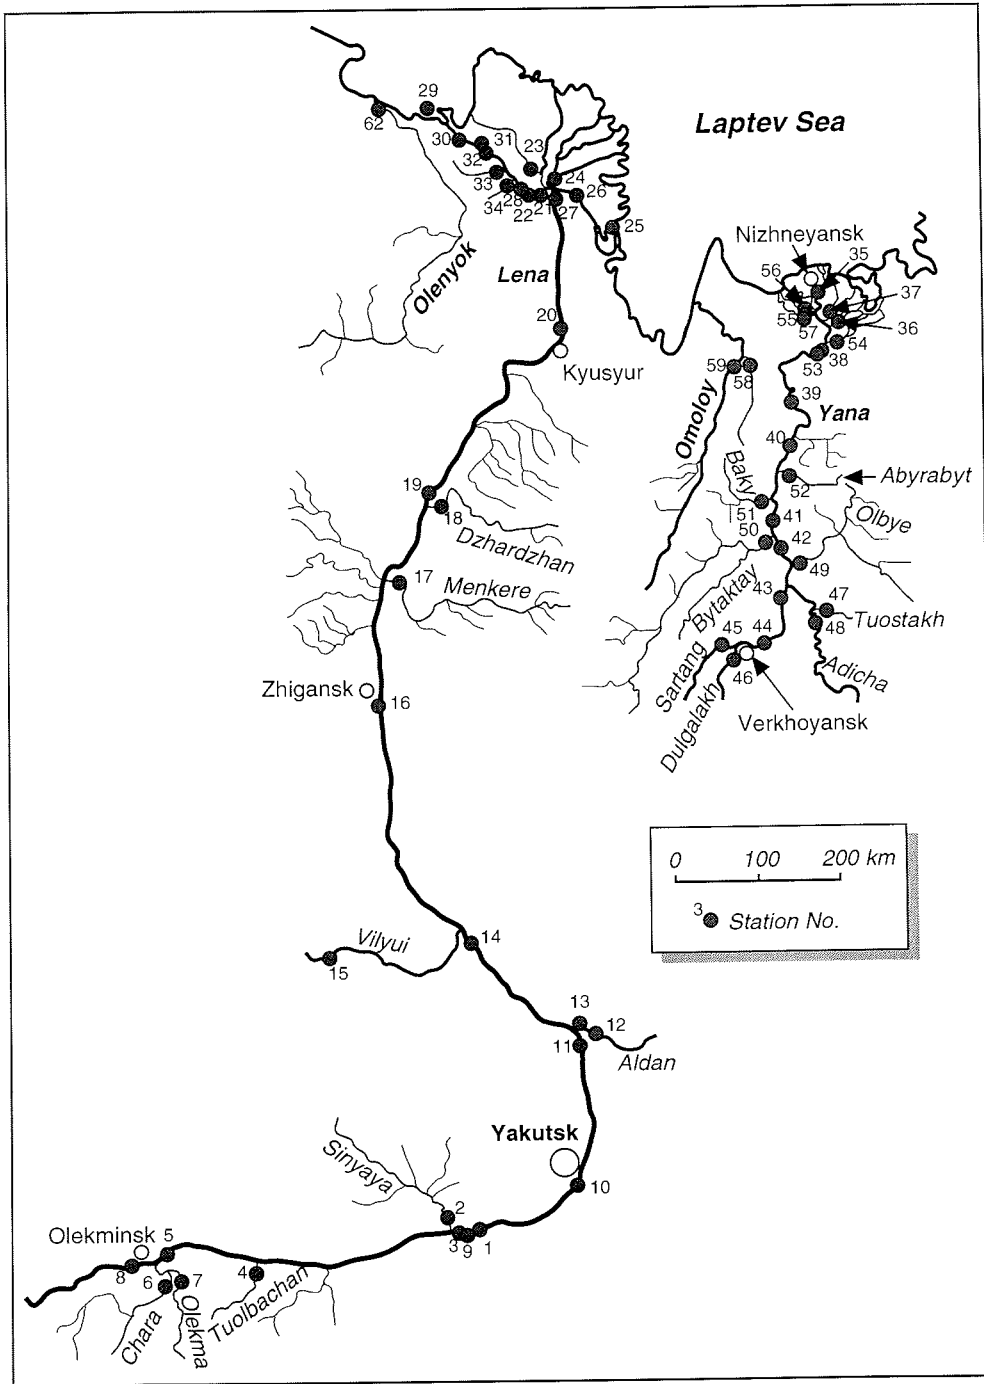 Laptev Sea
29
62
30
31
32
23
33
24
34
28
22
21
27
26
25
Olenyok
Lena
Nizhneyansk
35
56
37
55
57
36
54
38
53
20
Kyusyur
59
58
39
Omoloy
Yana
40
Baky
52
Abyrabyt
Olbye
51
41
50
42
49
19
18
Dzhardzhan
17
Menkere
Bytaktay
43
47
Tuostakh
48
45
44
46
Sartang
Dulgalakh
Adicha
Verkhoyansk
Zhigansk
16
0 100 200 km
3 Station No.
Vilyui
14
15
13
12
11
Aldan
Yakutsk
Sinyaya
10
2
3
9
1
Olekminsk
5
8
6
7
4
Chara
Olekma
Tuolbachan